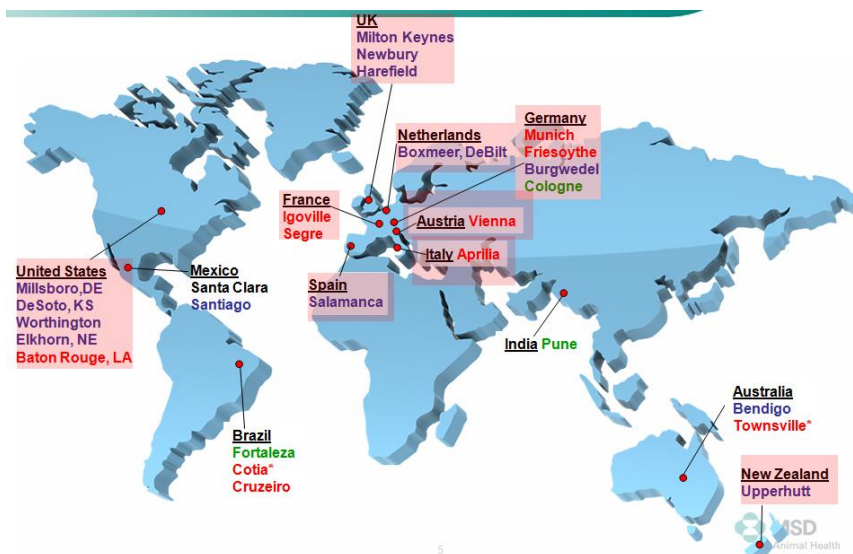 UK
Milton Keynes
Newbury
Harefield
Netherlands
Boxmeer, DeBilt
Germany
Munich
Friesoythe
Burgwedel
Cologne
France
Igoville
Segre
Austria Vienna
Italy Aprilia
Spain
Salamanca
United States
Millsboro,DE
DeSoto, KS
Worthington
Elkhorn, NE
Baton Rouge, LA
Mexico
Santa Clara
Santiago
India Pune
Brazil
Fortaleza
Cotia*
Cruzeiro
Australia
Bendigo
Townsville*
New Zealand
Upperhutt
MSD
Animal Health
5